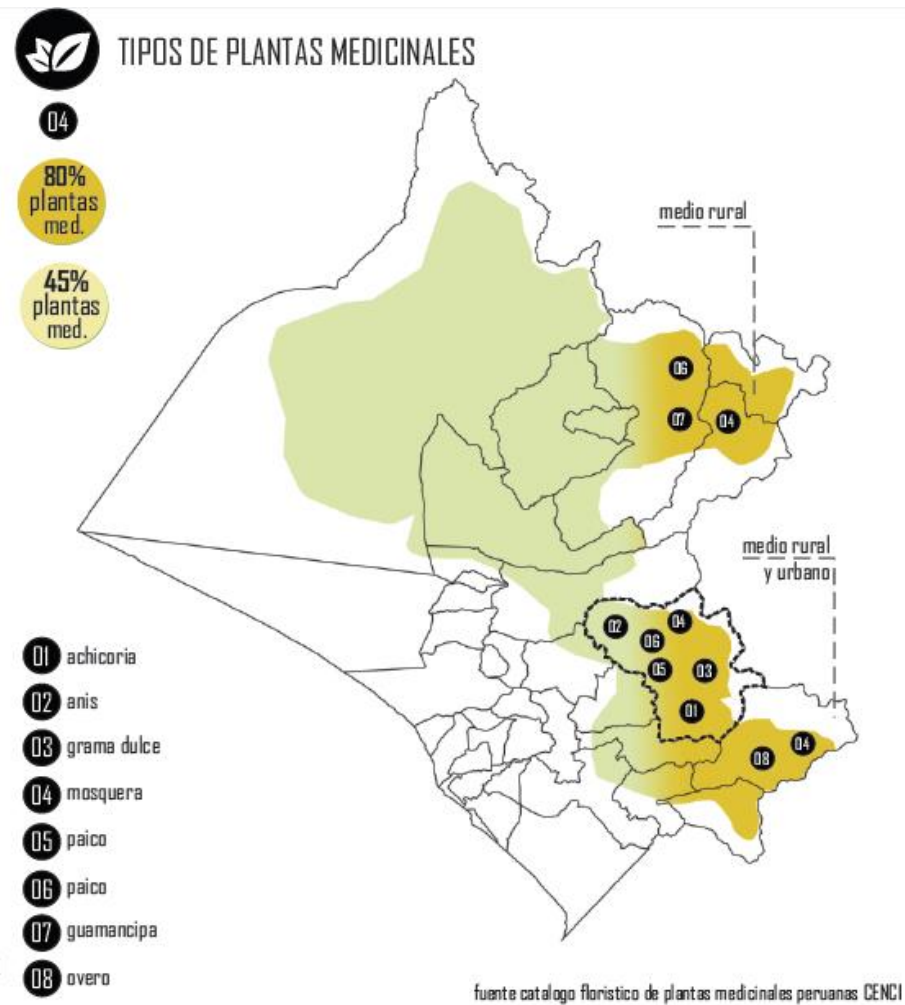 TIPOS DE PLANTAS MEDICINALES
04
80%
plantas
med.
45%
plantas
med.
medio rural
06
07
04
medio rural
y urbano
02
04
06
05
03
01
08
04
01 achicoria
02 anis
03 grama dulce
04 mosquera
05 paico
06 paico
07 guamancipa
08 overo
fuente catalogo floristico de plantas medicinales peruanas CENCI